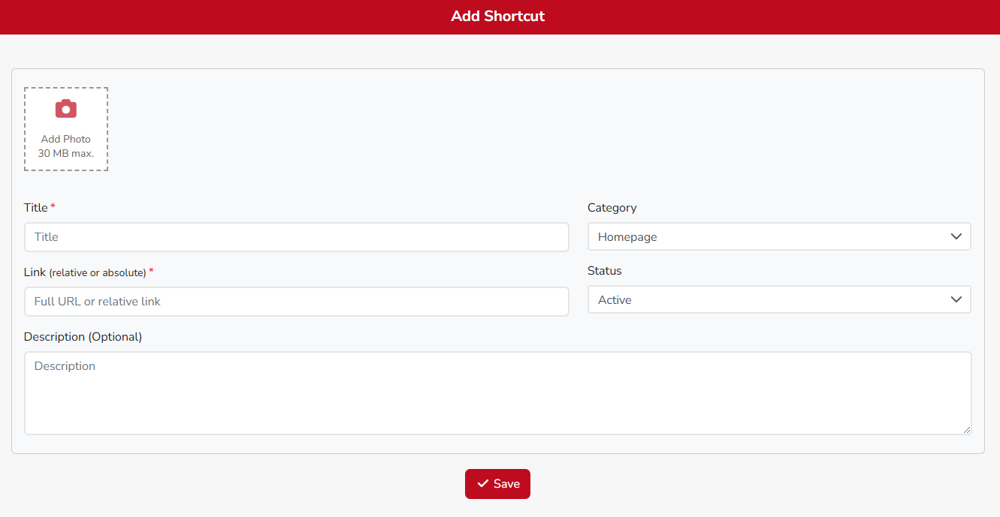 Add Shortcut
Add Photo
30 MB max.
Title *
Title
Category
Homepage
Link (relative or absolute) *
Full URL or relative link
Status
Active
Description (Optional)
Description
Save